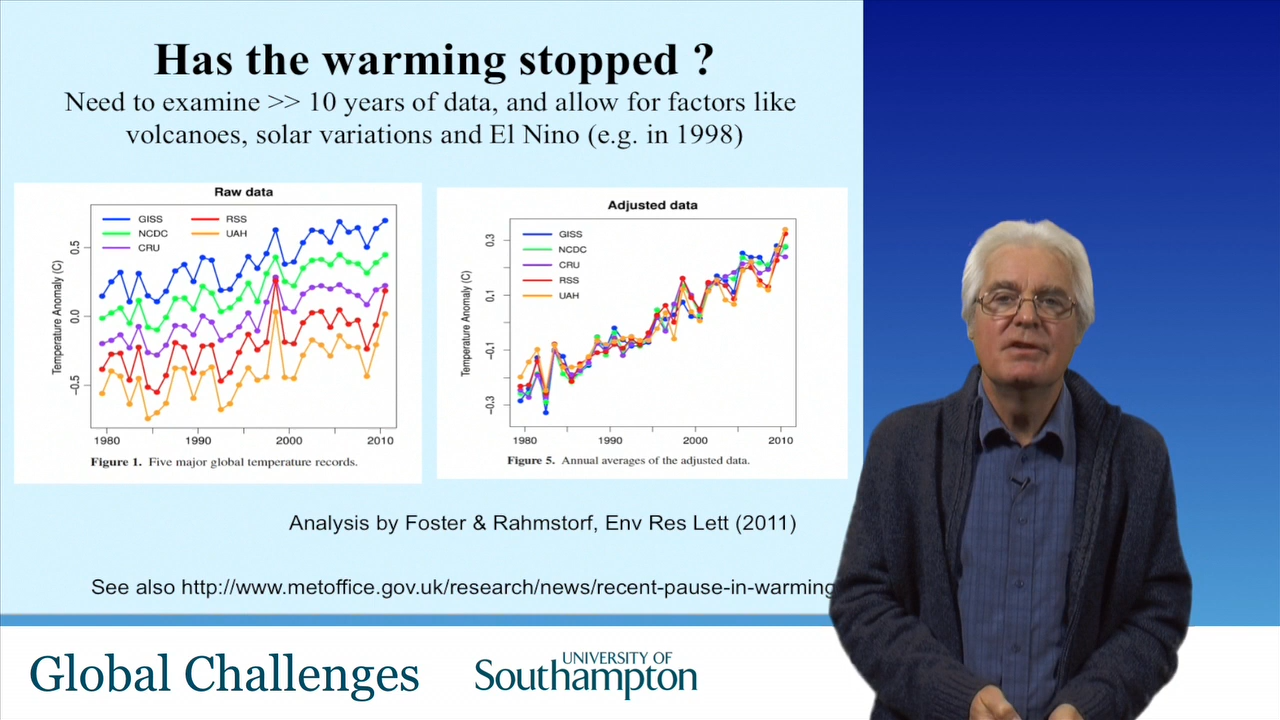 Has the warming stopped ?
Need to examine >> 10 years of data, and allow for factors like
volcanoes, solar variations and El Nino (e.g. in 1998)
Raw data
GISS
NCDC
CRU
RSS
UAH
Temperature Anomaly (C)
0.5
0.0
−0.5
1980
1990
2000
2010
Figure 1. Five major global temperature records.
Adjusted data
GISS
NCDC
CRU
RSS
UAH
Temperature Anomaly (C)
0.3
0.1
−0.1
−0.3
1980
1990
2000
2010
Figure 5. Annual averages of the adjusted data.
Analysis by Foster & Rahmstorf, Env Res Lett (2011)
See also http://www.metoffice.gov.uk/research/news/recent-pause-in-warming
Global Challenges
UNIVERSITY OF
Southampton